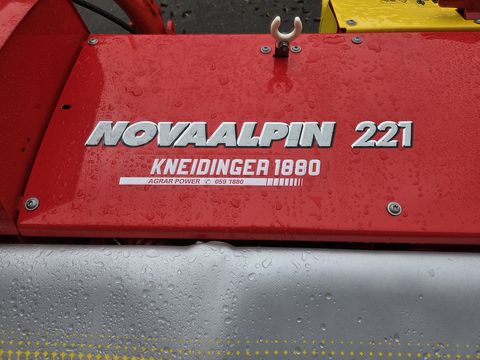 NOVAALPIN 221
KNEIDINGER 1880
AGRAR POWER ✆ 059 1880